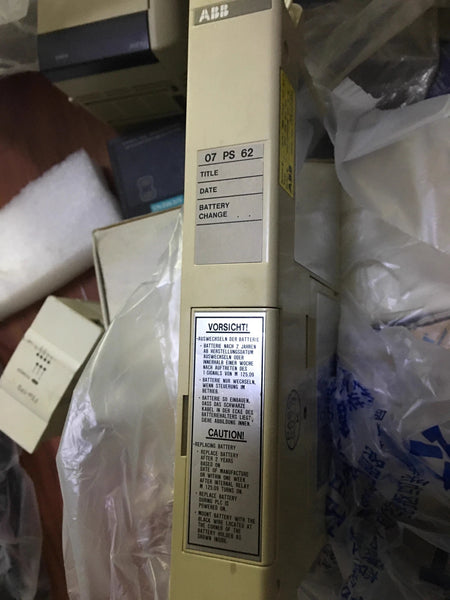 ABB
07 PS 62
TITLE
DATE
BATTERY
CHANGE . .
VORSICHT!
-AUSWECHSELN DER BATTERIE
• BATTERIE NACH 2 JAHREN
AB HERSTELLUNGSDATUM
AUSWECHSELN ODER
INNERHALB EINER WOCHE
NACH AUFTRETEN DES
1 SIGNALS VON M 125.09
• BATTERIE NUR WECHSELN,
WENN STEUERUNG IM
BETRIEB.
• BATTERIE SO EINBAUEN,
DASS DAS SCHWARZE
KABEL IN DER ECKE DES
BATTERIEHALTERS LIEGT,
SIEHE ABBILDUNG INNEN.
CAUTION!
-REPLACING BATTERY
• REPLACE BATTERY
AFTER 2 YEARS
BASED ON
DATE OF MANUFACTURE
OR WITHIN ONE WEEK
AFTER INTERNAL RELAY
M 125.09 TURNS ON.
• REPLACE BATTERY
DURING PLC IS
POWERED ON.
• MOUNT BATTERY WITH THE
BLACK WIRE LOCATED AT
THE CORNER OF THE
BATTERY HOLDER AS
SHOWN INSIDE.